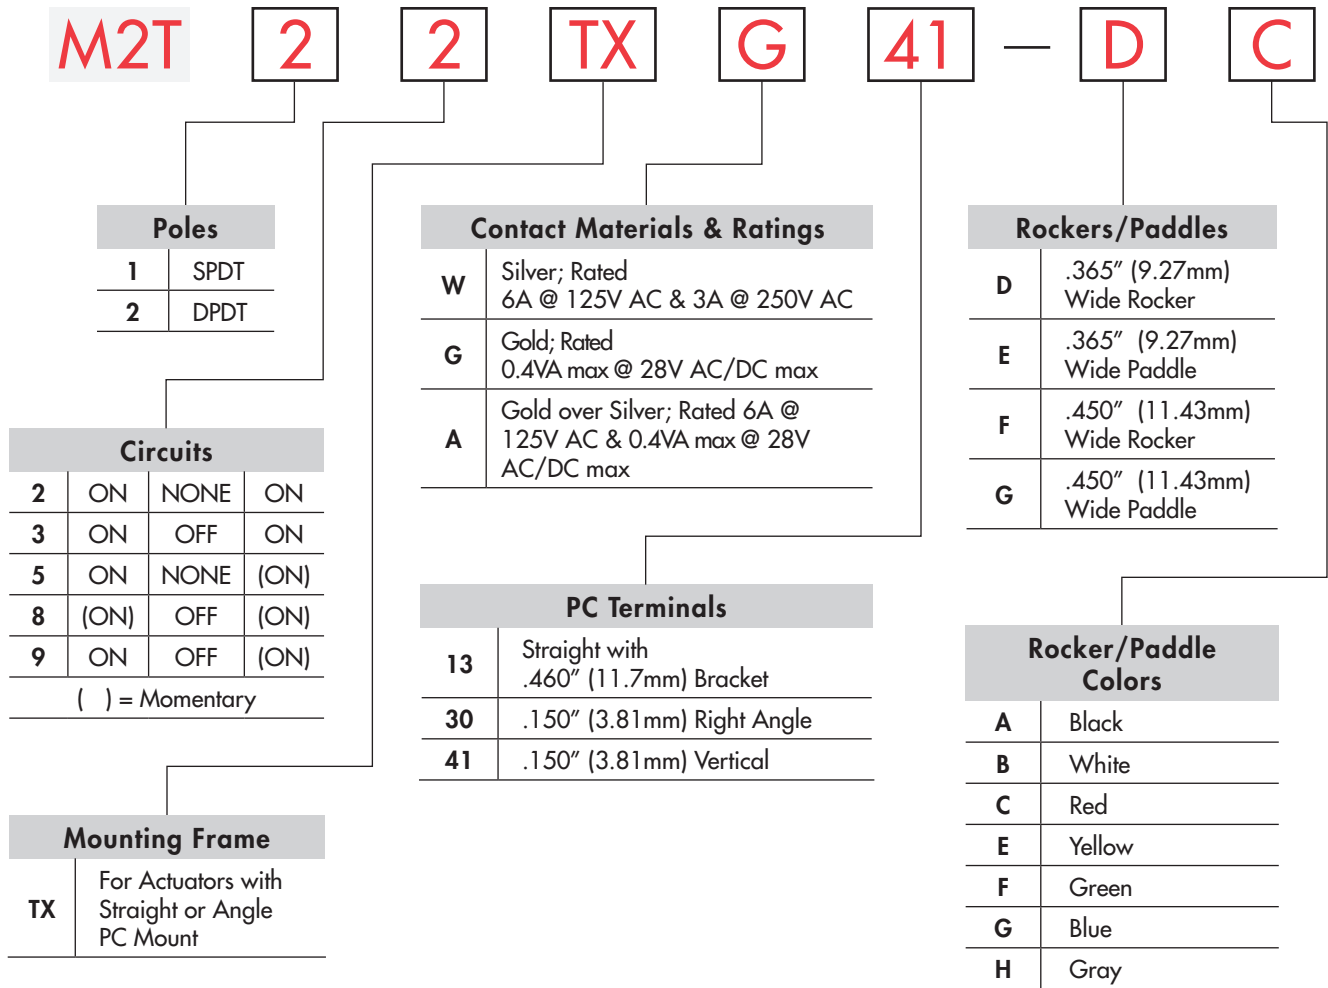 M2T 2 2 TX G 41 — D C
Poles
1 SPDT
2 DPDT
Circuits
2 ON NONE ON
3 ON OFF ON
5 ON NONE (ON)
8 (ON) OFF (ON)
9 ON OFF (ON)
( ) = Momentary
Mounting Frame
TX For Actuators with
Straight or Angle
PC Mount
Contact Materials & Ratings
W Silver; Rated
6A @ 125V AC & 3A @ 250V AC
G Gold; Rated
0.4VA max @ 28V AC/DC max
A Gold over Silver; Rated 6A @
125V AC & 0.4VA max @ 28V
AC/DC max
PC Terminals
13 Straight with
.460” (11.7mm) Bracket
30 .150” (3.81mm) Right Angle
41 .150” (3.81mm) Vertical
Rockers/Paddles
D .365” (9.27mm)
Wide Rocker
E .365” (9.27mm)
Wide Paddle
F .450” (11.43mm)
Wide Rocker
G .450” (11.43mm)
Wide Paddle
Rocker/Paddle
Colors
A Black
B White
C Red
E Yellow
F Green
G Blue
H Gray